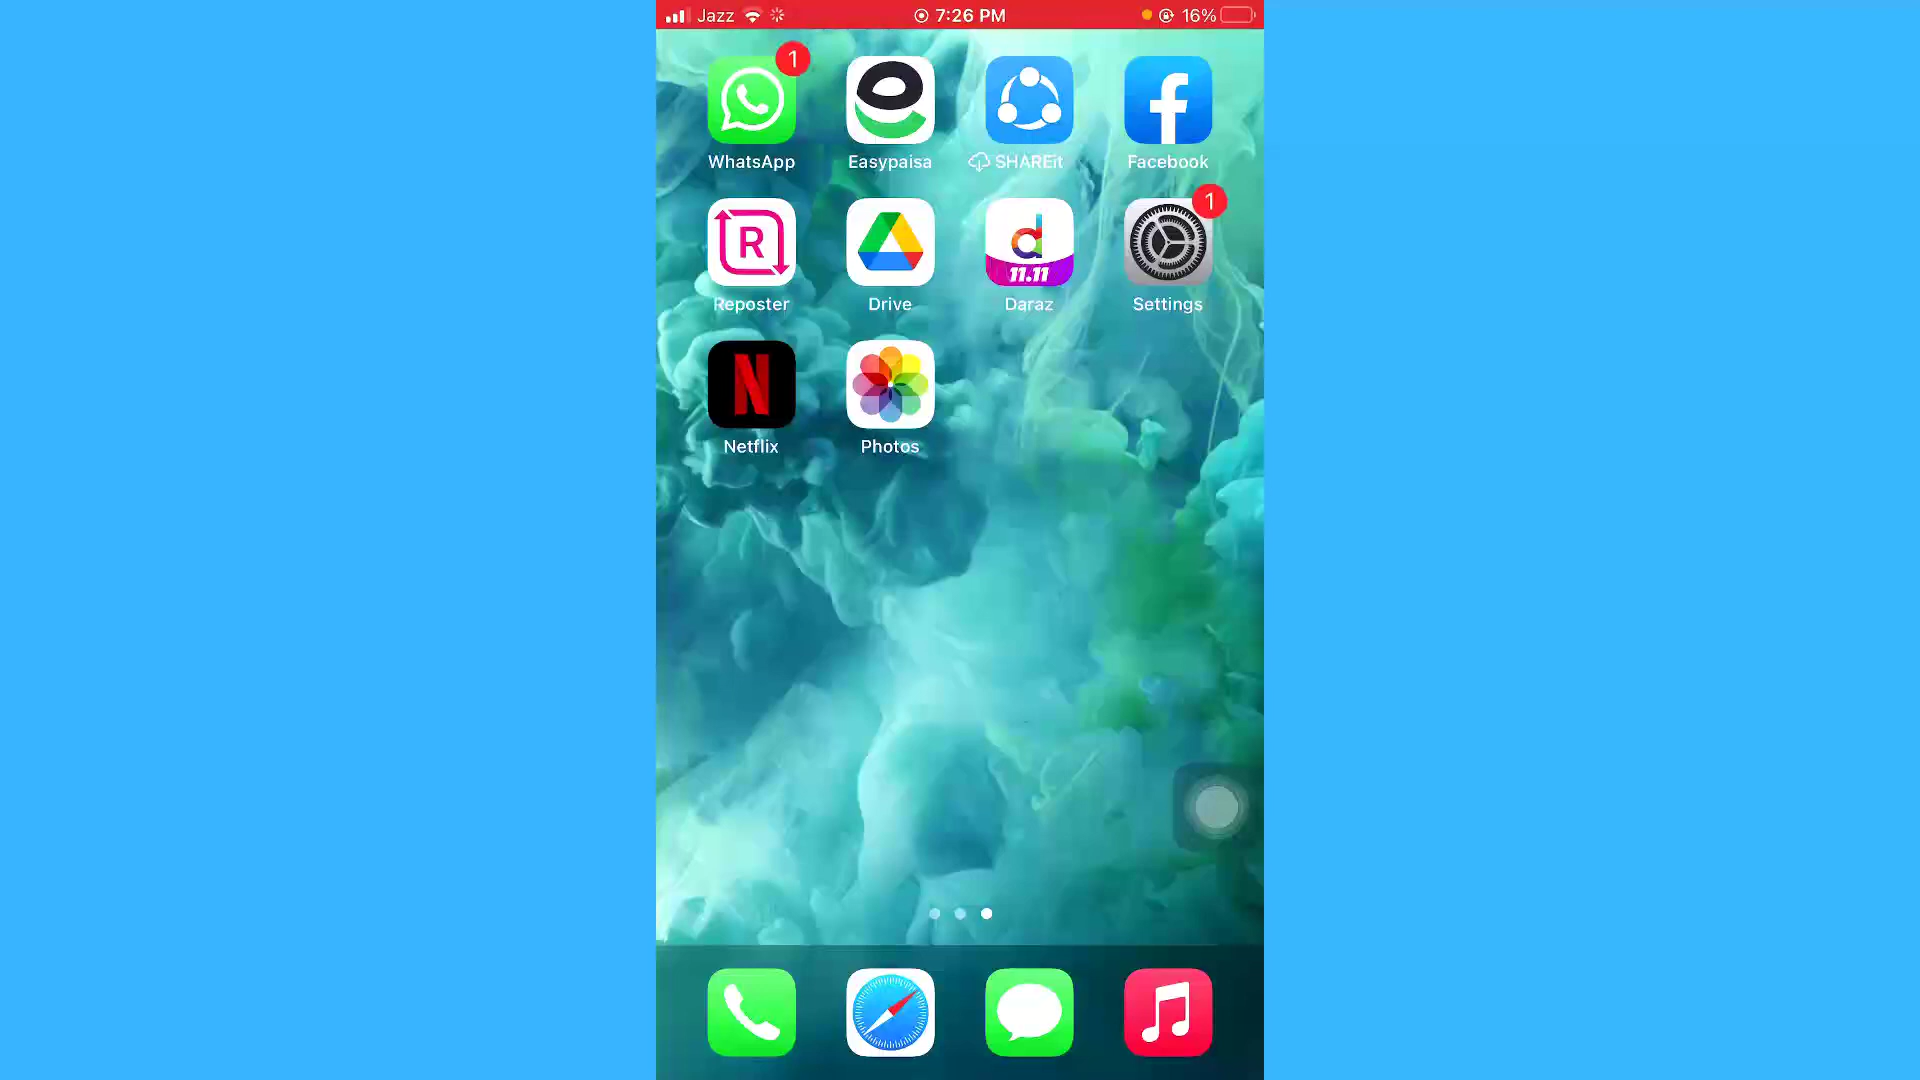 Jazz 7:26 PM 16%
1
WhatsApp Easypaisa SHAREit Facebook
R d 11.11 1
Reposter Drive Daraz Settings
N
Netflix Photos